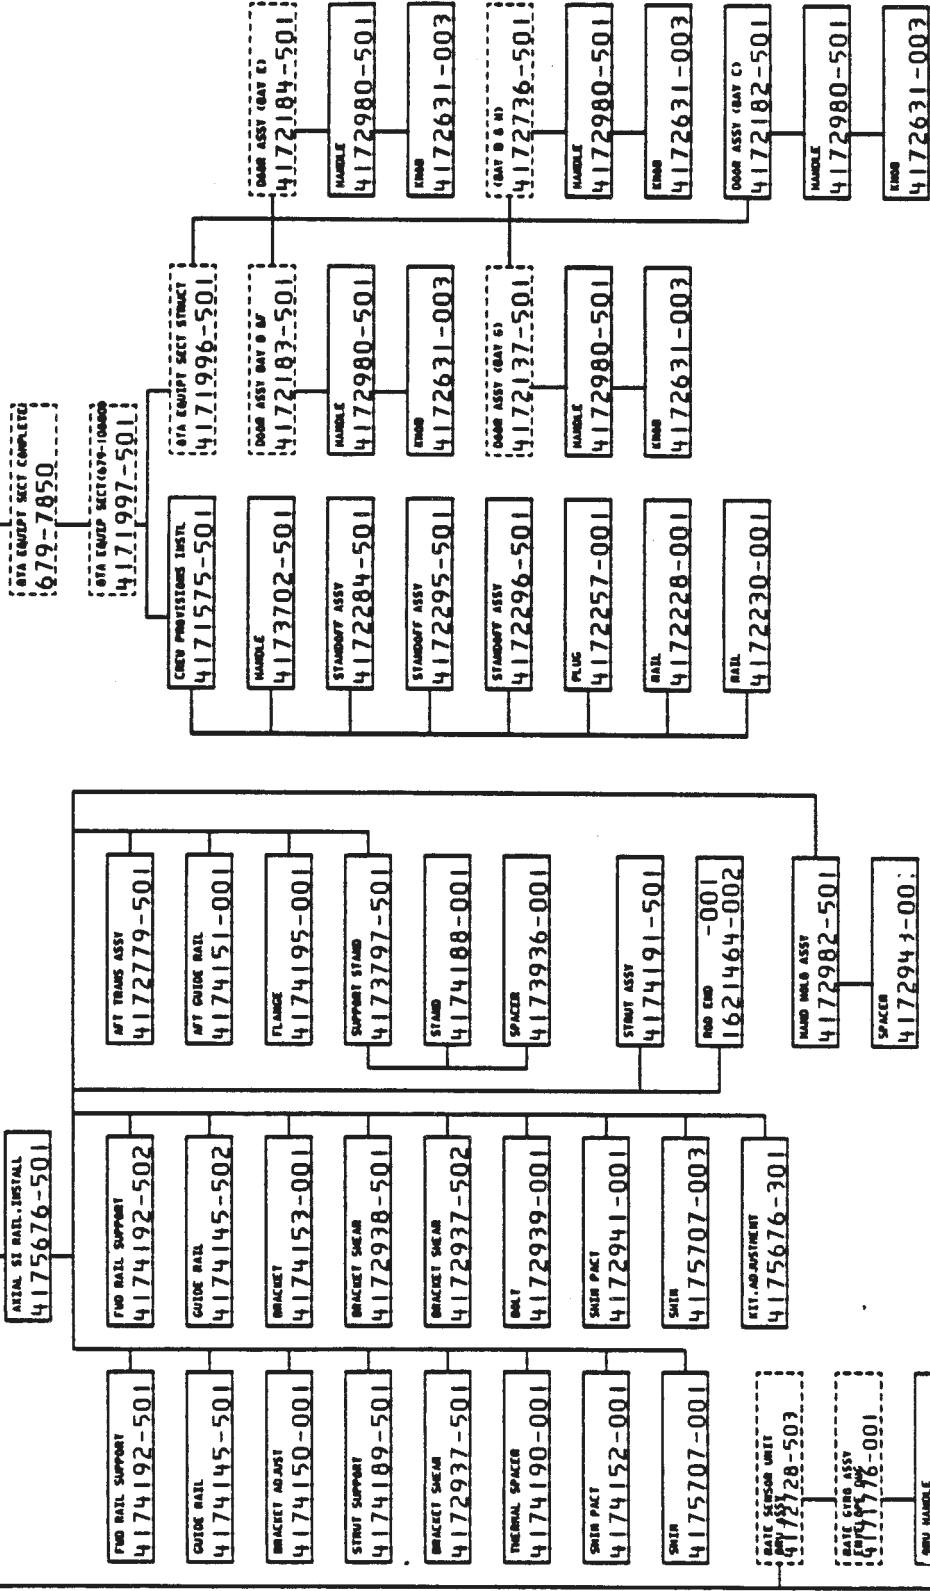 OTA EQUIPT SECT COMPLETE
679-7850
OTA EQUIP SECT(679-10000
4171997-501
CREW PROVISIONS INSTL
4171575-501
HANDLE
4173702-501
STANDOFF ASSY
4172284-501
STANDOFF ASSY
4172295-501
STANDOFF ASSY
4172296-501
PLUG
4172257-001
RAIL
4172228-001
RAIL
4172230-001
OTA EQUIPT SECT STRUCT
4171996-501
DOOR ASSY BAY B &F
4172183-501
HANDLE
4172980-501
KNOB
4172631-003
DOOR ASSY (BAY G)
4172137-501
HANDLE
4172980-501
KNOB
4172631-003
DOOR ASSY (BAY E)
4172184-501
HANDLE
4172980-501
KNOB
4172631-003
(BAY D & H)
4172736-501
HANDLE
4172980-501
KNOB
4172631-003
DOOR ASSY (BAY C)
4172182-501
HANDLE
4172980-501
KNOB
4172631-003
AXIAL SI RAIL.INSTALL
4175676-501
FWD RAIL SUPPORT
4174192-501
GUIDE RAIL
4174145-501
BRACKET ADJUST
4174150-001
STRUT SUPPORT
4174189-501
BRACKET SHEAR
4172937-501
THERMAL SPACER
4174190-001
SHIM PACT
4174152-001
SHIM
4175707-001
FWD RAIL SUPPORT
4174192-502
GUIDE RAIL
4174145-502
BRACKET
4174153-001
BRACKET SHEAR
4172938-501
BRACKET SHEAR
4172937-502
BOLT
4172939-001
SHIM PACT
4172941-001
SHIM
4175707-003
KIT.ADJUSTMENT
4175676-301
AFT TRANS ASSY
4172779-501
AFT GUIDE RAIL
4174151-001
FLANGE
4174195-001
SUPPORT STAND
4173797-501
STAND
4174188-001
SPACER
4173936-001
STRUT ASSY
4174191-501
ROD END -001
1621464-002
HAND HOLD ASSY
4172982-501
SPACER
4172943-001
RATE SENSOR UNIT
4172728-503
RATE GYRO ASSY
4171776-001
HANDLE